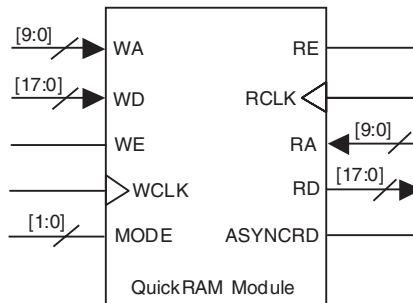 [9:0] WA RE
[17:0] WD RCLK
WE RA [9:0]
WCLK RD [17:0]
[1:0] MODE ASYNCRD
QuickRAM Module